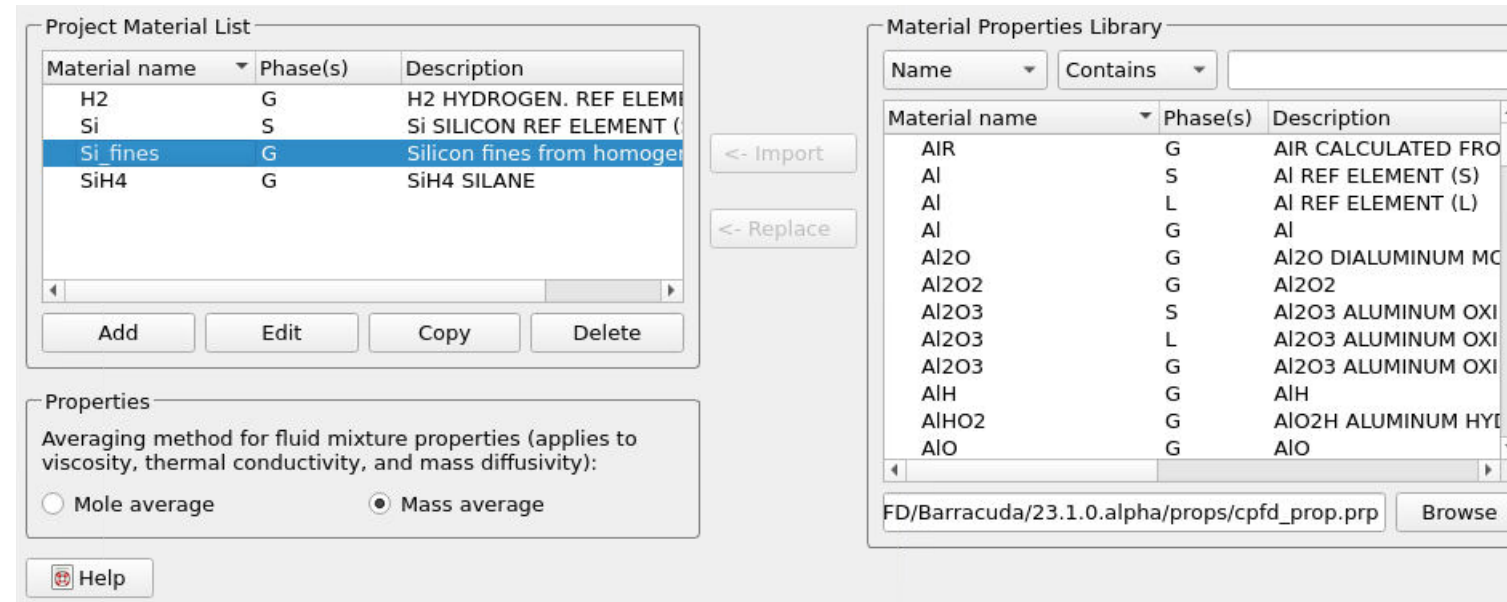 Project Material List
Material name Phase(s) Description
H2 G H2 HYDROGEN. REF ELEME
Si S Si SILICON REF ELEMENT (
Si_fines G Silicon fines from homoger
SiH4 G SiH4 SILANE
Add Edit Copy Delete
Properties
Averaging method for fluid mixture properties (applies to
viscosity, thermal conductivity, and mass diffusivity):
Mole average Mass average
Help
<- Import
<- Replace
Material Properties Library
Name Contains
Material name Phase(s) Description
AIR G AIR CALCULATED FRO
Al S Al REF ELEMENT (S)
Al L Al REF ELEMENT (L)
Al G Al
Al2O G Al2O DIALUMINUM MO
Al2O2 G Al2O2
Al2O3 S Al2O3 ALUMINUM OXI
Al2O3 L Al2O3 ALUMINUM OXI
Al2O3 G Al2O3 ALUMINUM OXI
AlH G AlH
AlHO2 G AlO2H ALUMINUM HYD
AlO G AlO
FD/Barracuda/23.1.0.alpha/props/cpfd_prop.prp Browse